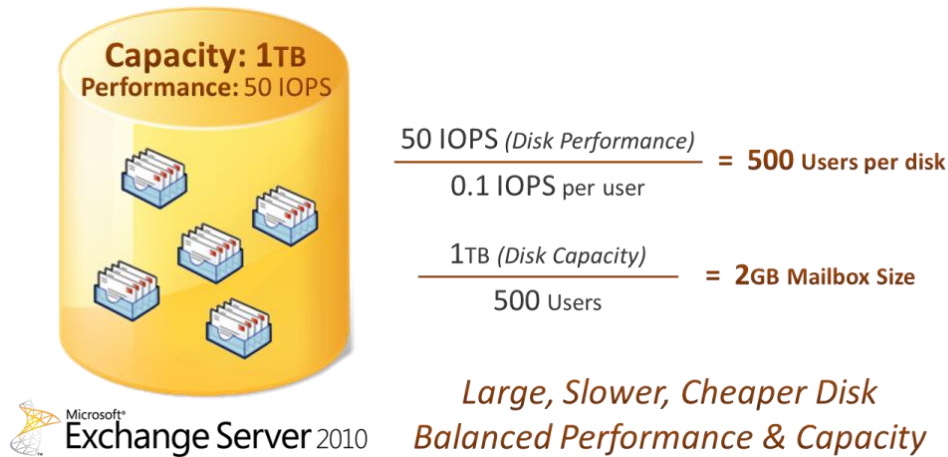 Capacity: 1TB
Performance: 50 IOPS
50 IOPS (Disk Performance)
0.1 IOPS per user
= 500 Users per disk
1TB (Disk Capacity)
500 Users
= 2GB Mailbox Size
Large, Slower, Cheaper Disk
Balanced Performance & Capacity
Microsoft®
Exchange Server 2010